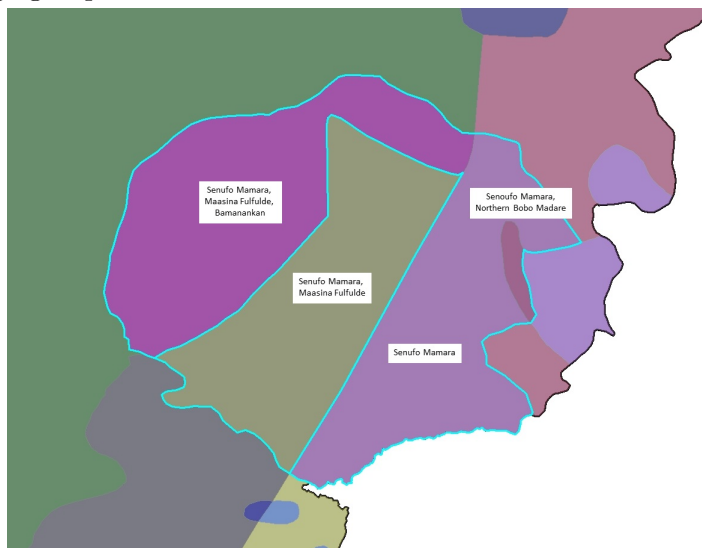 Senufo Mamara,
Maasina Fulfulde,
Bamanankan
Senoufo Mamara,
Northern Bobo Madare
Senufo Mamara,
Maasina Fulfulde
Senufo Mamara